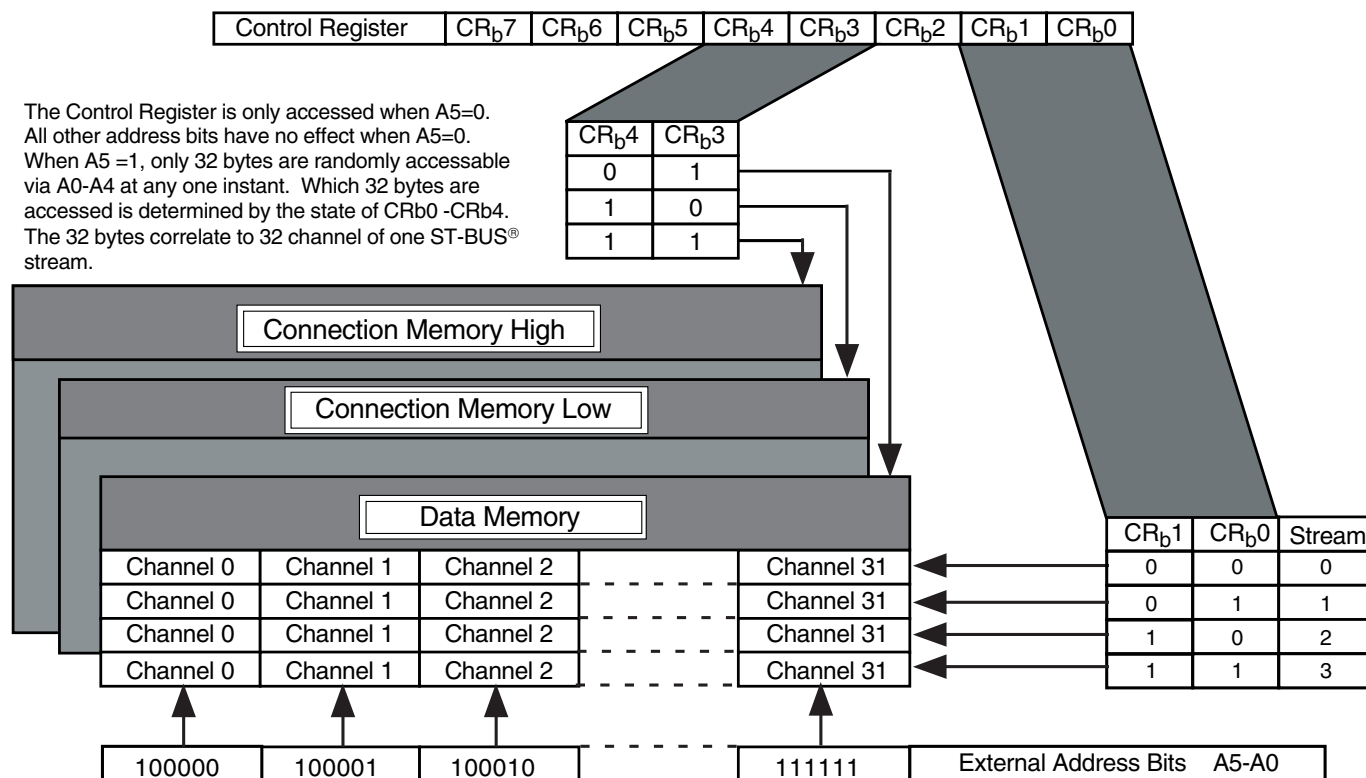 Control Register CRb7 CRb6 CRb5 CRb4 CRb3 CRb2 CRb1 CRb0
The Control Register is only accessed when A5=0.
All other address bits have no effect when A5=0.
When A5 =1, only 32 bytes are randomly accessable
via A0-A4 at any one instant. Which 32 bytes are
accessed is determined by the state of CRb0 -CRb4.
The 32 bytes correlate to 32 channel of one ST-BUS®
stream.
CRb4 CRb3
0 1
1 0
1 1
Connection Memory High
Connection Memory Low
Data Memory
Channel 0 Channel 1 Channel 2 Channel 31
Channel 0 Channel 1 Channel 2 Channel 31
Channel 0 Channel 1 Channel 2 Channel 31
Channel 0 Channel 1 Channel 2 Channel 31
CRb1 CRb0 Stream
0 0 0
0 1 1
1 0 2
1 1 3
100000 100001 100010 111111 External Address Bits A5-A0